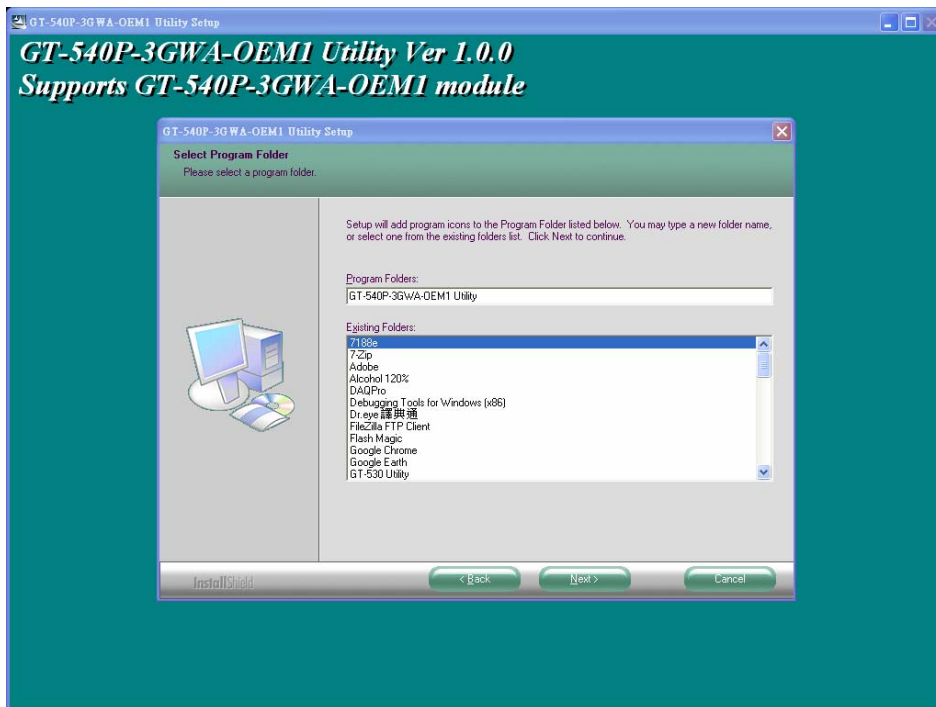 GT-540P-3GWA-OEM1 Utility Setup
GT-540P-3GWA-OEM1 Utility Ver 1.0.0
Supports GT-540P-3GWA-OEM1 module
GT-540P-3GWA-OEM1 Utility Setup
Select Program Folder
Please select a program folder.
Setup will add program icons to the Program Folder listed below. You may type a new folder name,
or select one from the existing folders list. Click Next to continue.
Program Folders:
GT-540P-3GWA-OEM1 Utility
Existing Folders:
7188e
7-Zip
Adobe
Alcohol 120%
DAQPro
Debugging Tools for Windows (x86)
Dr.eye 譯典通
FileZilla FTP Client
Flash Magic
Google Chrome
Google Earth
GT-530 Utility
InstallShield
< Back
Next >
Cancel